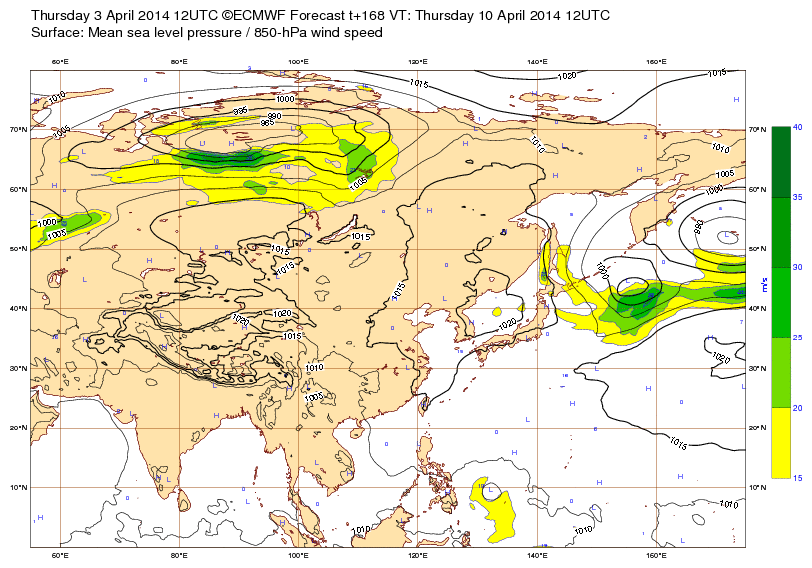 Thursday 3 April 2014 12UTC ©ECMWF Forecast t+168 VT: Thursday 10 April 2014 12UTC
Surface: Mean sea level pressure / 850-hPa wind speed
60°E 80°E 100°E 120°E 140°E 160°E
1015 1020 1015
1010 1000
995 990
985
1005
70°N 70°N
1010 1010
1005
1005 1000
60°N 60°N
1000
1005 980
1015
50°N 50°N
1015
1015 1000
1015
40°N 40°N
1020 1020
1020
1015
1020
30°N 1010 30°N
1005
20°N 20°N
1015
10°N 10°N
1010
1010 1010
60°E 80°E 100°E 120°E 140°E 160°E
40
35
30
m/s
25
20
15